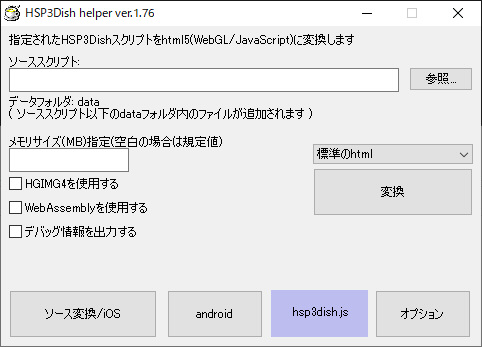 HSP3Dish helper ver.1.76
指定されたHSP3Dishスクリプトをhtml5(WebGL/JavaScript)に変換します
ソーススクリプト:
参照...
データフォルダ: data
( ソーススクリプト以下のdataフォルダ内のファイルが追加されます )
メモリサイズ(MB)指定(空白の場合は規定値)
標準のhtml
HGIMG4を使用する
変換
WebAssemblyを使用する
デバッグ情報を出力する
ソース変換/iOS
android
hsp3dish.js
オプション